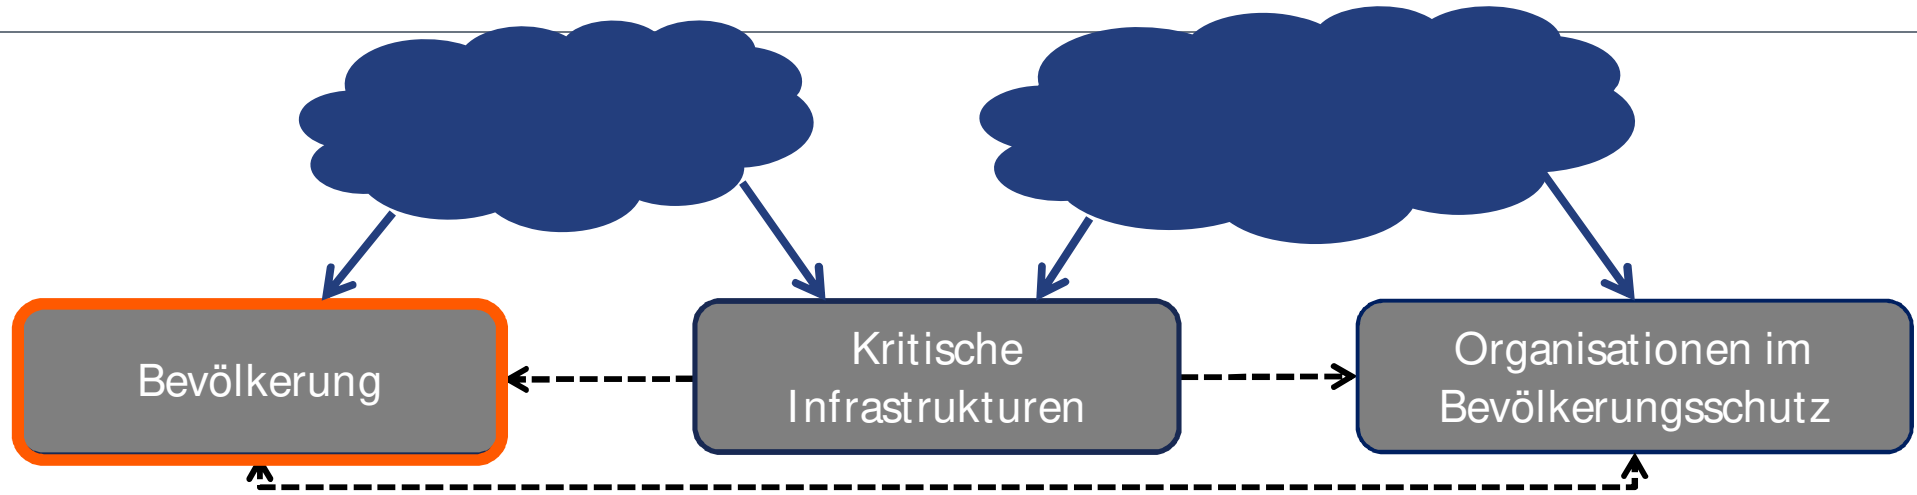 Bevölkerung
Kritische
Infrastrukturen
Organisationen im
Bevölkerungsschutz